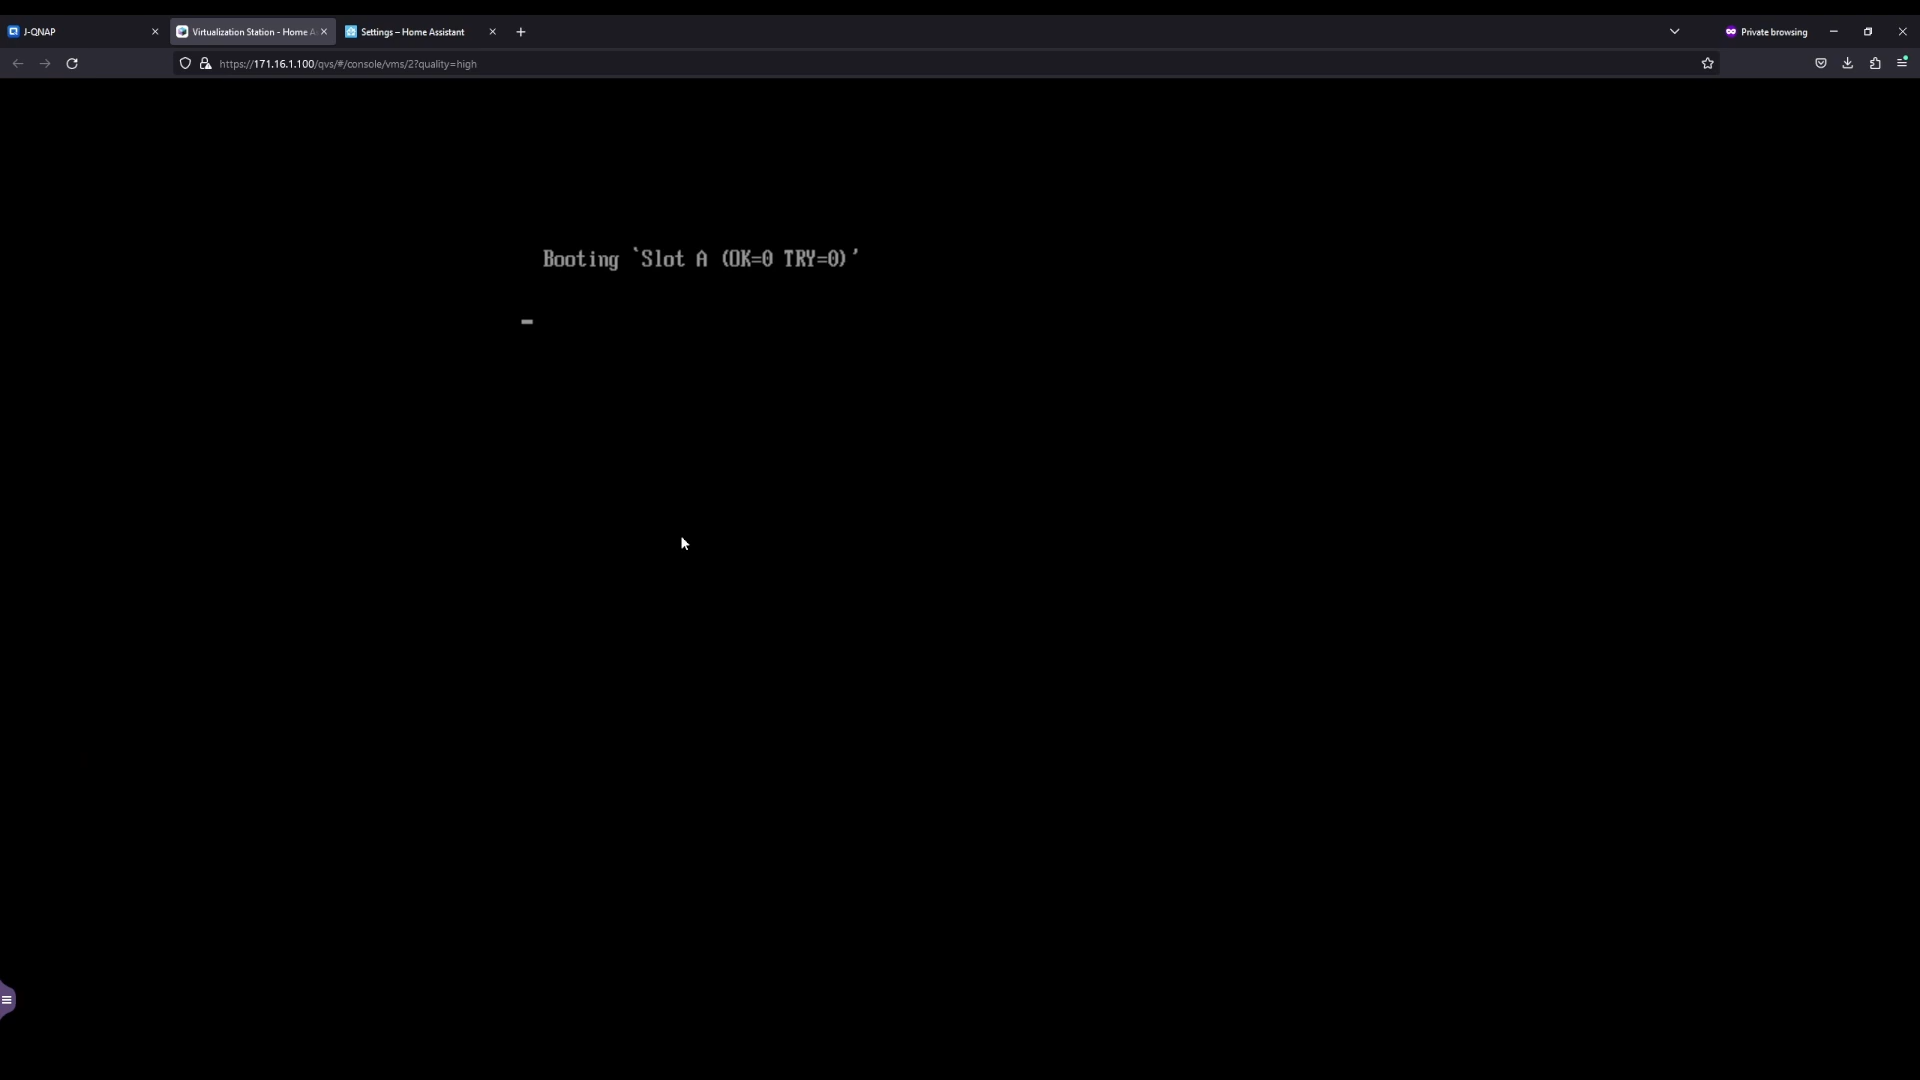 J-QNAP
Virtualization Station - Home A
Settings – Home Assistant
Private browsing
https://171.16.1.100/qvs/#/console/vms/2?quality=high
Booting `Slot A (OK=0 TRY=0)'